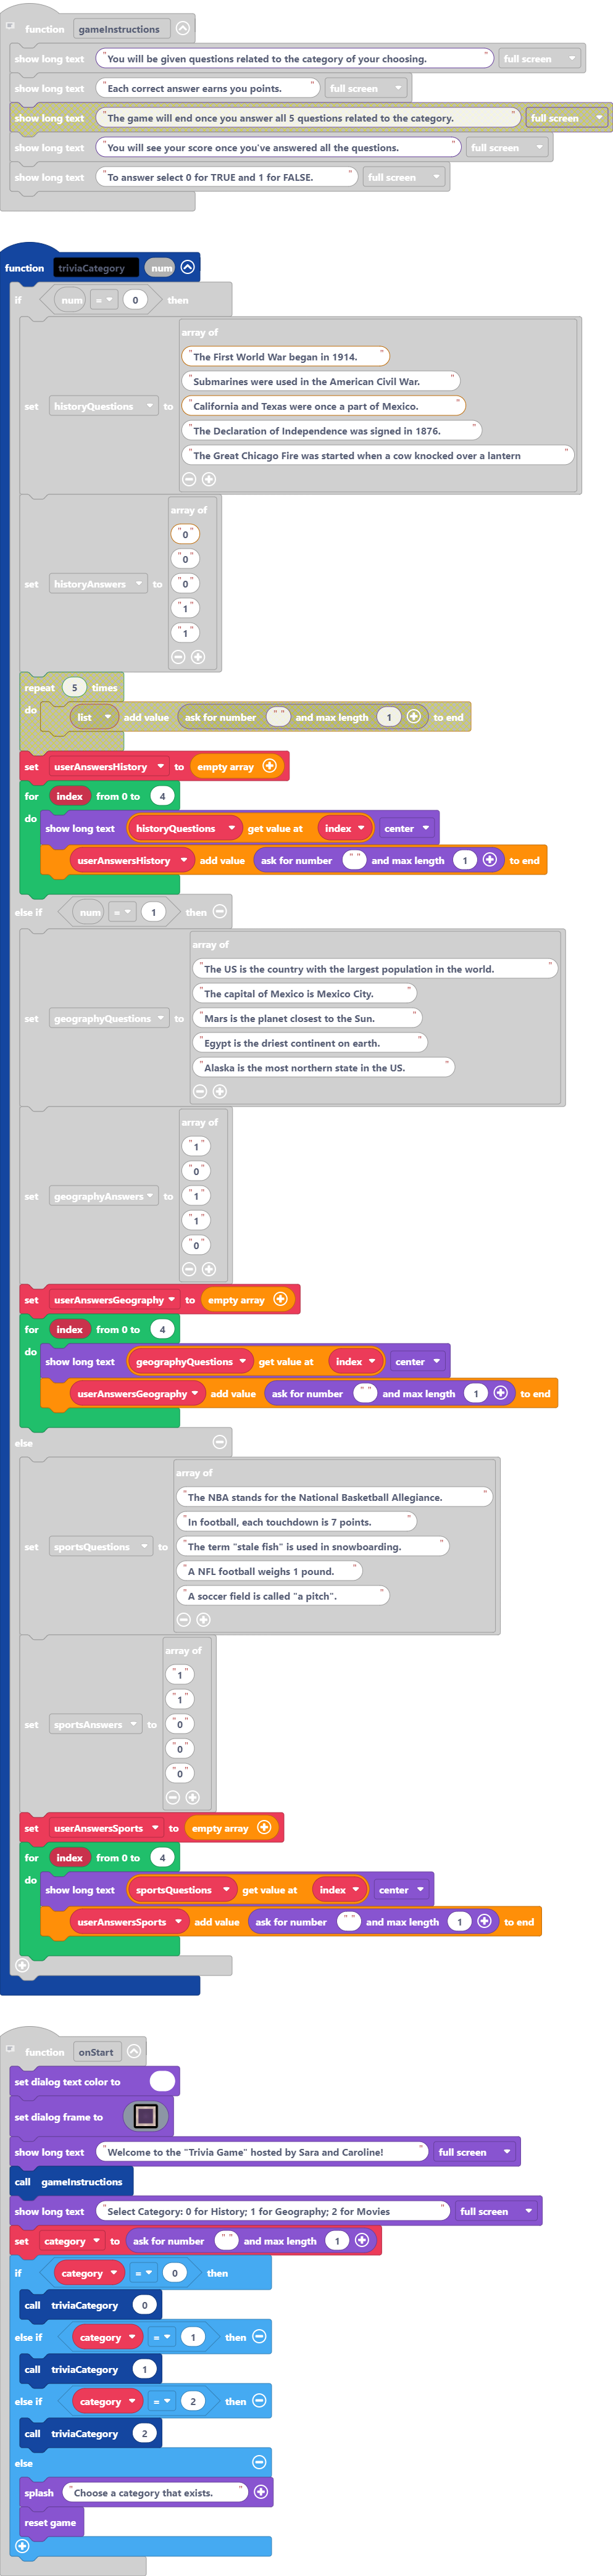 function gameInstructions
show long text "You will be given questions related to the category of your choosing." full screen
show long text "Each correct answer earns you points." full screen
show long text "The game will end once you answer all 5 questions related to the category." full screen
show long text "You will see your score once you've answered all the questions." full screen
show long text "To answer select 0 for TRUE and 1 for FALSE." full screen
function triviaCategory num
if num = 0 then
array of
"The First World War began in 1914."
"Submarines were used in the American Civil War."
set historyQuestions to "California and Texas were once a part of Mexico."
"The Declaration of Independence was signed in 1876."
"The Great Chicago Fire was started when a cow knocked over a lantern"
array of
"0"
"0"
set historyAnswers to "0"
"1"
"1"
repeat 5 times
do list add value ask for number "" and max length 1 to end
set userAnswersHistory to empty array
for index from 0 to 4
do show long text historyQuestions get value at index center
userAnswersHistory add value ask for number "" and max length 1 to end
else if num = 1 then
array of
"The US is the country with the largest population in the world."
"The capital of Mexico is Mexico City."
set geographyQuestions to "Mars is the planet closest to the Sun."
"Egypt is the driest continent on earth."
"Alaska is the most northern state in the US."
array of
"1"
"0"
set geographyAnswers to "1"
"1"
"0"
set userAnswersGeography to empty array
for index from 0 to 4
do show long text geographyQuestions get value at index center
userAnswersGeography add value ask for number "" and max length 1 to end
else
array of
"The NBA stands for the National Basketball Allegiance."
"In football, each touchdown is 7 points."
set sportsQuestions to "The term "stale fish" is used in snowboarding."
"A NFL football weighs 1 pound."
"A soccer field is called "a pitch"."
array of
"1"
"1"
set sportsAnswers to "0"
"0"
"0"
set userAnswersSports to empty array
for index from 0 to 4
do show long text sportsQuestions get value at index center
userAnswersSports add value ask for number "" and max length 1 to end
function onStart
set dialog text color to
set dialog frame to
show long text "Welcome to the "Trivia Game" hosted by Sara and Caroline!" full screen
call gameInstructions
show long text "Select Category: 0 for History; 1 for Geography; 2 for Movies" full screen
set category to ask for number "" and max length 1
if category = 0 then
call triviaCategory 0
else if category = 1 then
call triviaCategory 1
else if category = 2 then
call triviaCategory 2
else
splash "Choose a category that exists."
reset game